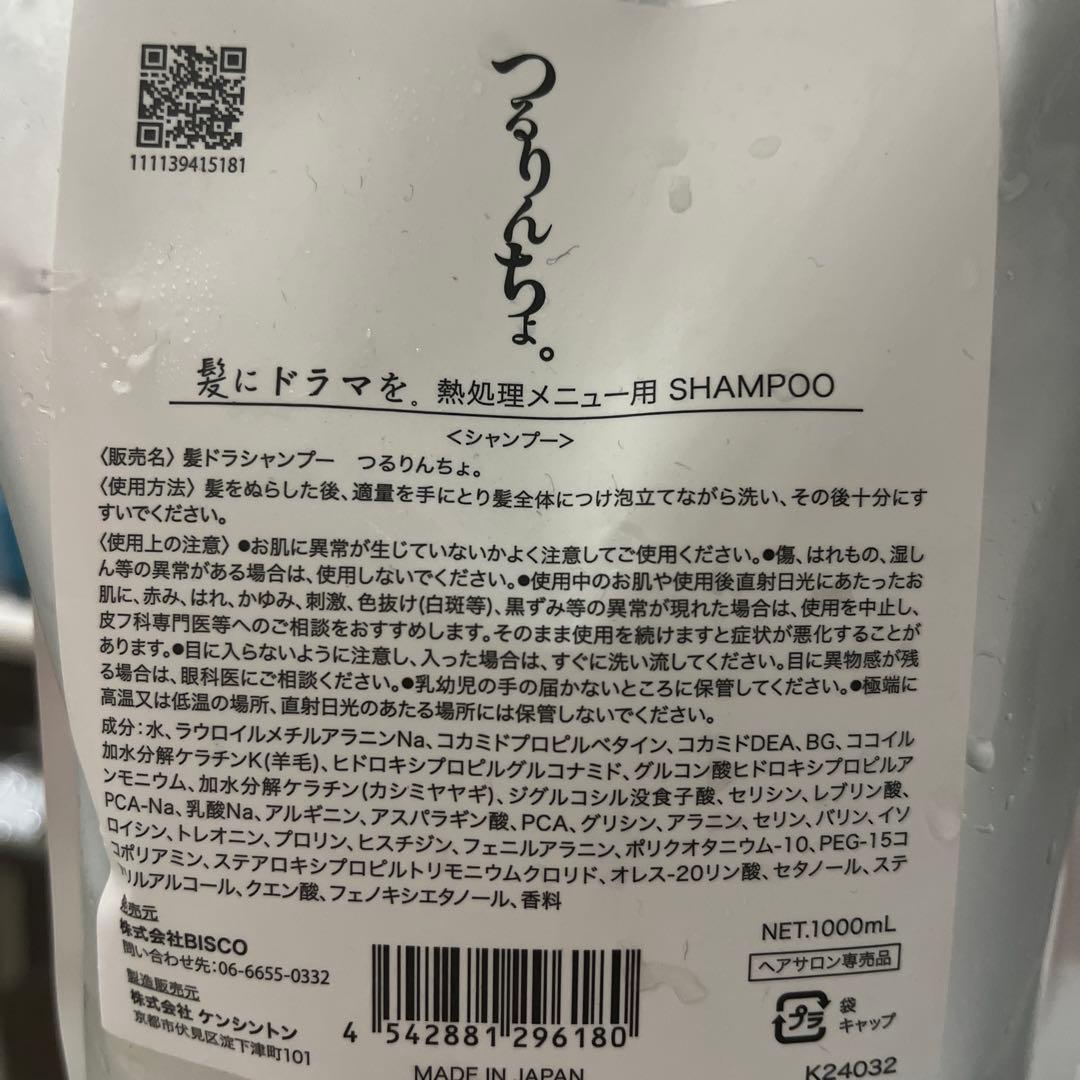 111139415181
つるりんちょ。
髪にドラマを。熱処理メニュー用 SHAMPOO
<シャンプー>
〈販売名〉髪ドラシャンプー つるりんちょ。
〈使用方法〉髪をぬらした後、適量を手にとり髪全体につけ泡立てながら洗い、その後十分にす
すいでください。
〈使用上の注意〉●お肌に異常が生じていないかよく注意してご使用ください。●傷、はれもの、湿し
ん等の異常がある場合は、使用しないでください。●使用中のお肌や使用後直射日光にあたったお
肌に、赤み、はれ、かゆみ、刺激、色抜け(白斑等)、黒ずみ等の異常が現れた場合は、使用を中止し、
皮フ科専門医等へのご相談をおすすめします。そのまま使用を続けますと症状が悪化することが
あります。●目に入らないように注意し、入った場合は、すぐに洗い流してください。目に異物感が残
る場合は、眼科医にご相談ください。●乳幼児の手の届かないところに保管してください。●極端に
高温又は低温の場所、直射日光のあたる場所には保管しないでください。
成分:水、ラウロイルメチルアラニンNa、コカミドプロピルベタイン、コカミドDEA、BG、ココイル
加水分解ケラチンK(羊毛)、ヒドロキシプロピルグルコナミド、グルコン酸ヒドロキシプロピルア
ンモニウム、加水分解ケラチン(カシミヤヤギ)、ジグルコシル没食子酸、セリシン、レブリン酸、
PCA-Na、乳酸Na、アルギニン、アスパラギン酸、PCA、グリシン、アラニン、セリン、バリン、イソ
ロイシン、トレオニン、プロリン、ヒスチジン、フェニルアラニン、ポリクオタニウム-10、PEG-15コ
コポリアミン、ステアロキシプロピルトリモニウムクロリド、オレス-20リン酸、セタノール、ステ
アリルアルコール、クエン酸、フェノキシエタノール、香料
発売元
株式会社BISCO
問い合わせ先:06-6655-0332
製造販売元
株式会社 ケンシントン
京都市伏見区淀下津町101
4 542881 296180
MADE IN JAPAN
NET.1000mL
ヘアサロン専売品
プラ
袋
キャップ
K24032